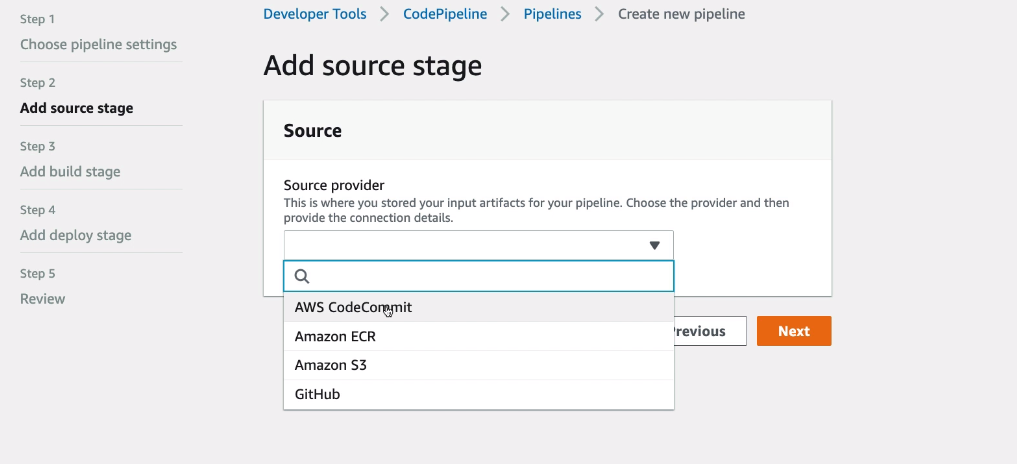 Step 1
Choose pipeline settings
Step 2
Add source stage
Step 3
Add build stage
Step 4
Add deploy stage
Step 5
Review
Developer Tools > CodePipeline > Pipelines > Create new pipeline
Add source stage
Source
Source provider
This is where you stored your input artifacts for your pipeline. Choose the provider and then
provide the connection details.
AWS CodeCommit
Amazon ECR
Amazon S3
GitHub
Previous
Next